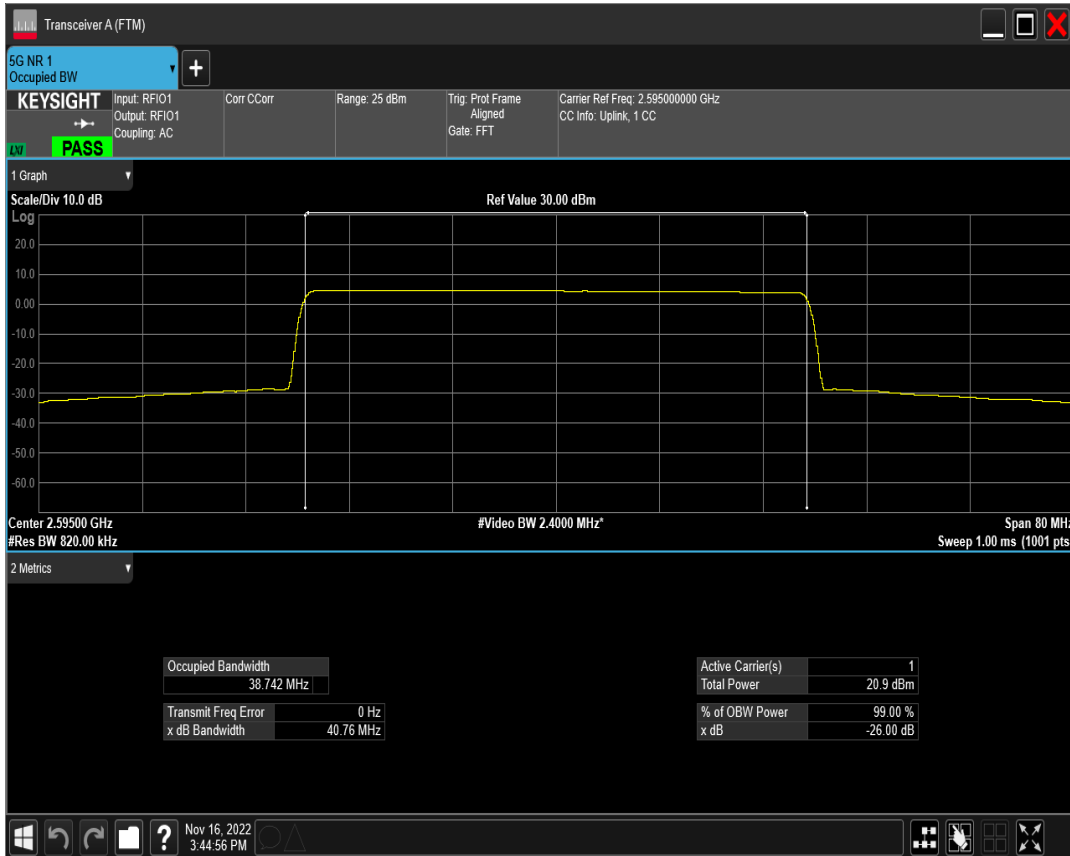 Transceiver A (FTM)
5G NR 1
Occupied BW
+
KEYSIGHT
LXI
PASS
Input: RFIO1
Output: RFIO1
Coupling: AC
Corr CCorr
Range: 25 dBm
Trig: Prot Frame
Aligned
Gate: FFT
Carrier Ref Freq: 2.595000000 GHz
CC Info: Uplink, 1 CC
1 Graph
Scale/Div 10.0 dB
Ref Value 30.00 dBm
Log
20.0
10.0
0.00
-10.0
-20.0
-30.0
-40.0
-50.0
-60.0
Center 2.59500 GHz
#Video BW 2.4000 MHz*
Span 80 MHz
#Res BW 820.00 kHz
Sweep 1.00 ms (1001 pts
2 Metrics
Occupied Bandwidth
38.742 MHz
Transmit Freq Error 0 Hz
x dB Bandwidth 40.76 MHz
Active Carrier(s) 1
Total Power 20.9 dBm
% of OBW Power 99.00 %
x dB -26.00 dB
?
Nov 16, 2022
3:44:56 PM